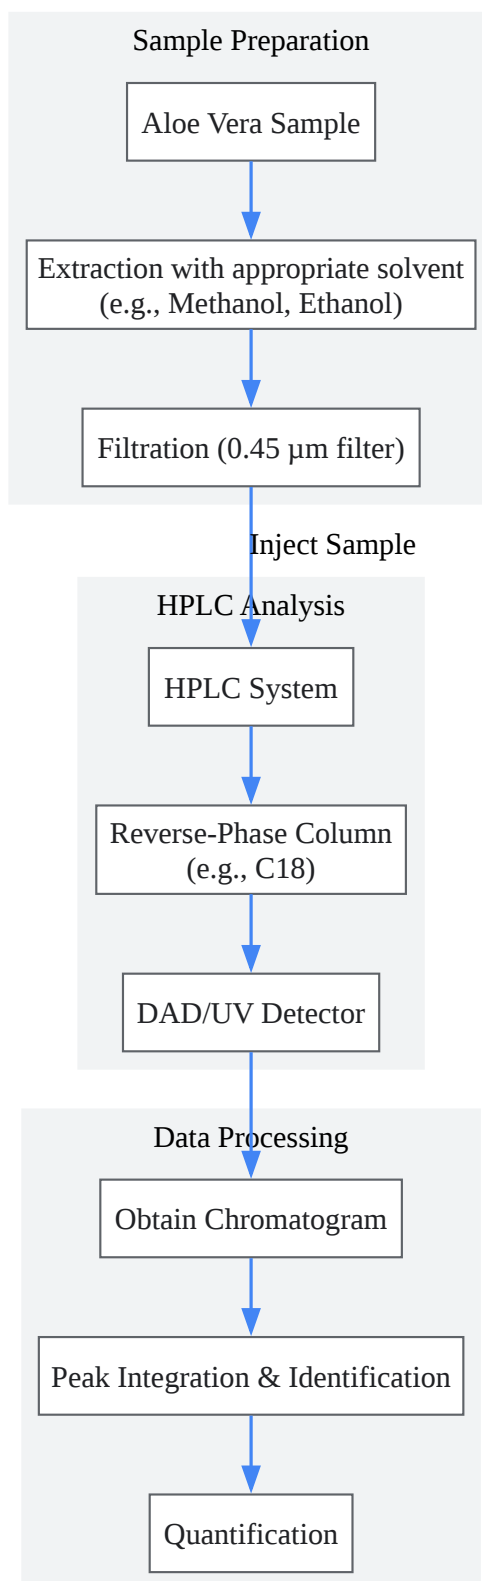 Sample Preparation
Aloe Vera Sample
Extraction with appropriate solvent
(e.g., Methanol, Ethanol)
Filtration (0.45 µm filter)
Inject Sample
HPLC Analysis
HPLC System
Reverse-Phase Column
(e.g., C18)
DAD/UV Detector
Data Processing
Obtain Chromatogram
Peak Integration & Identification
Quantification